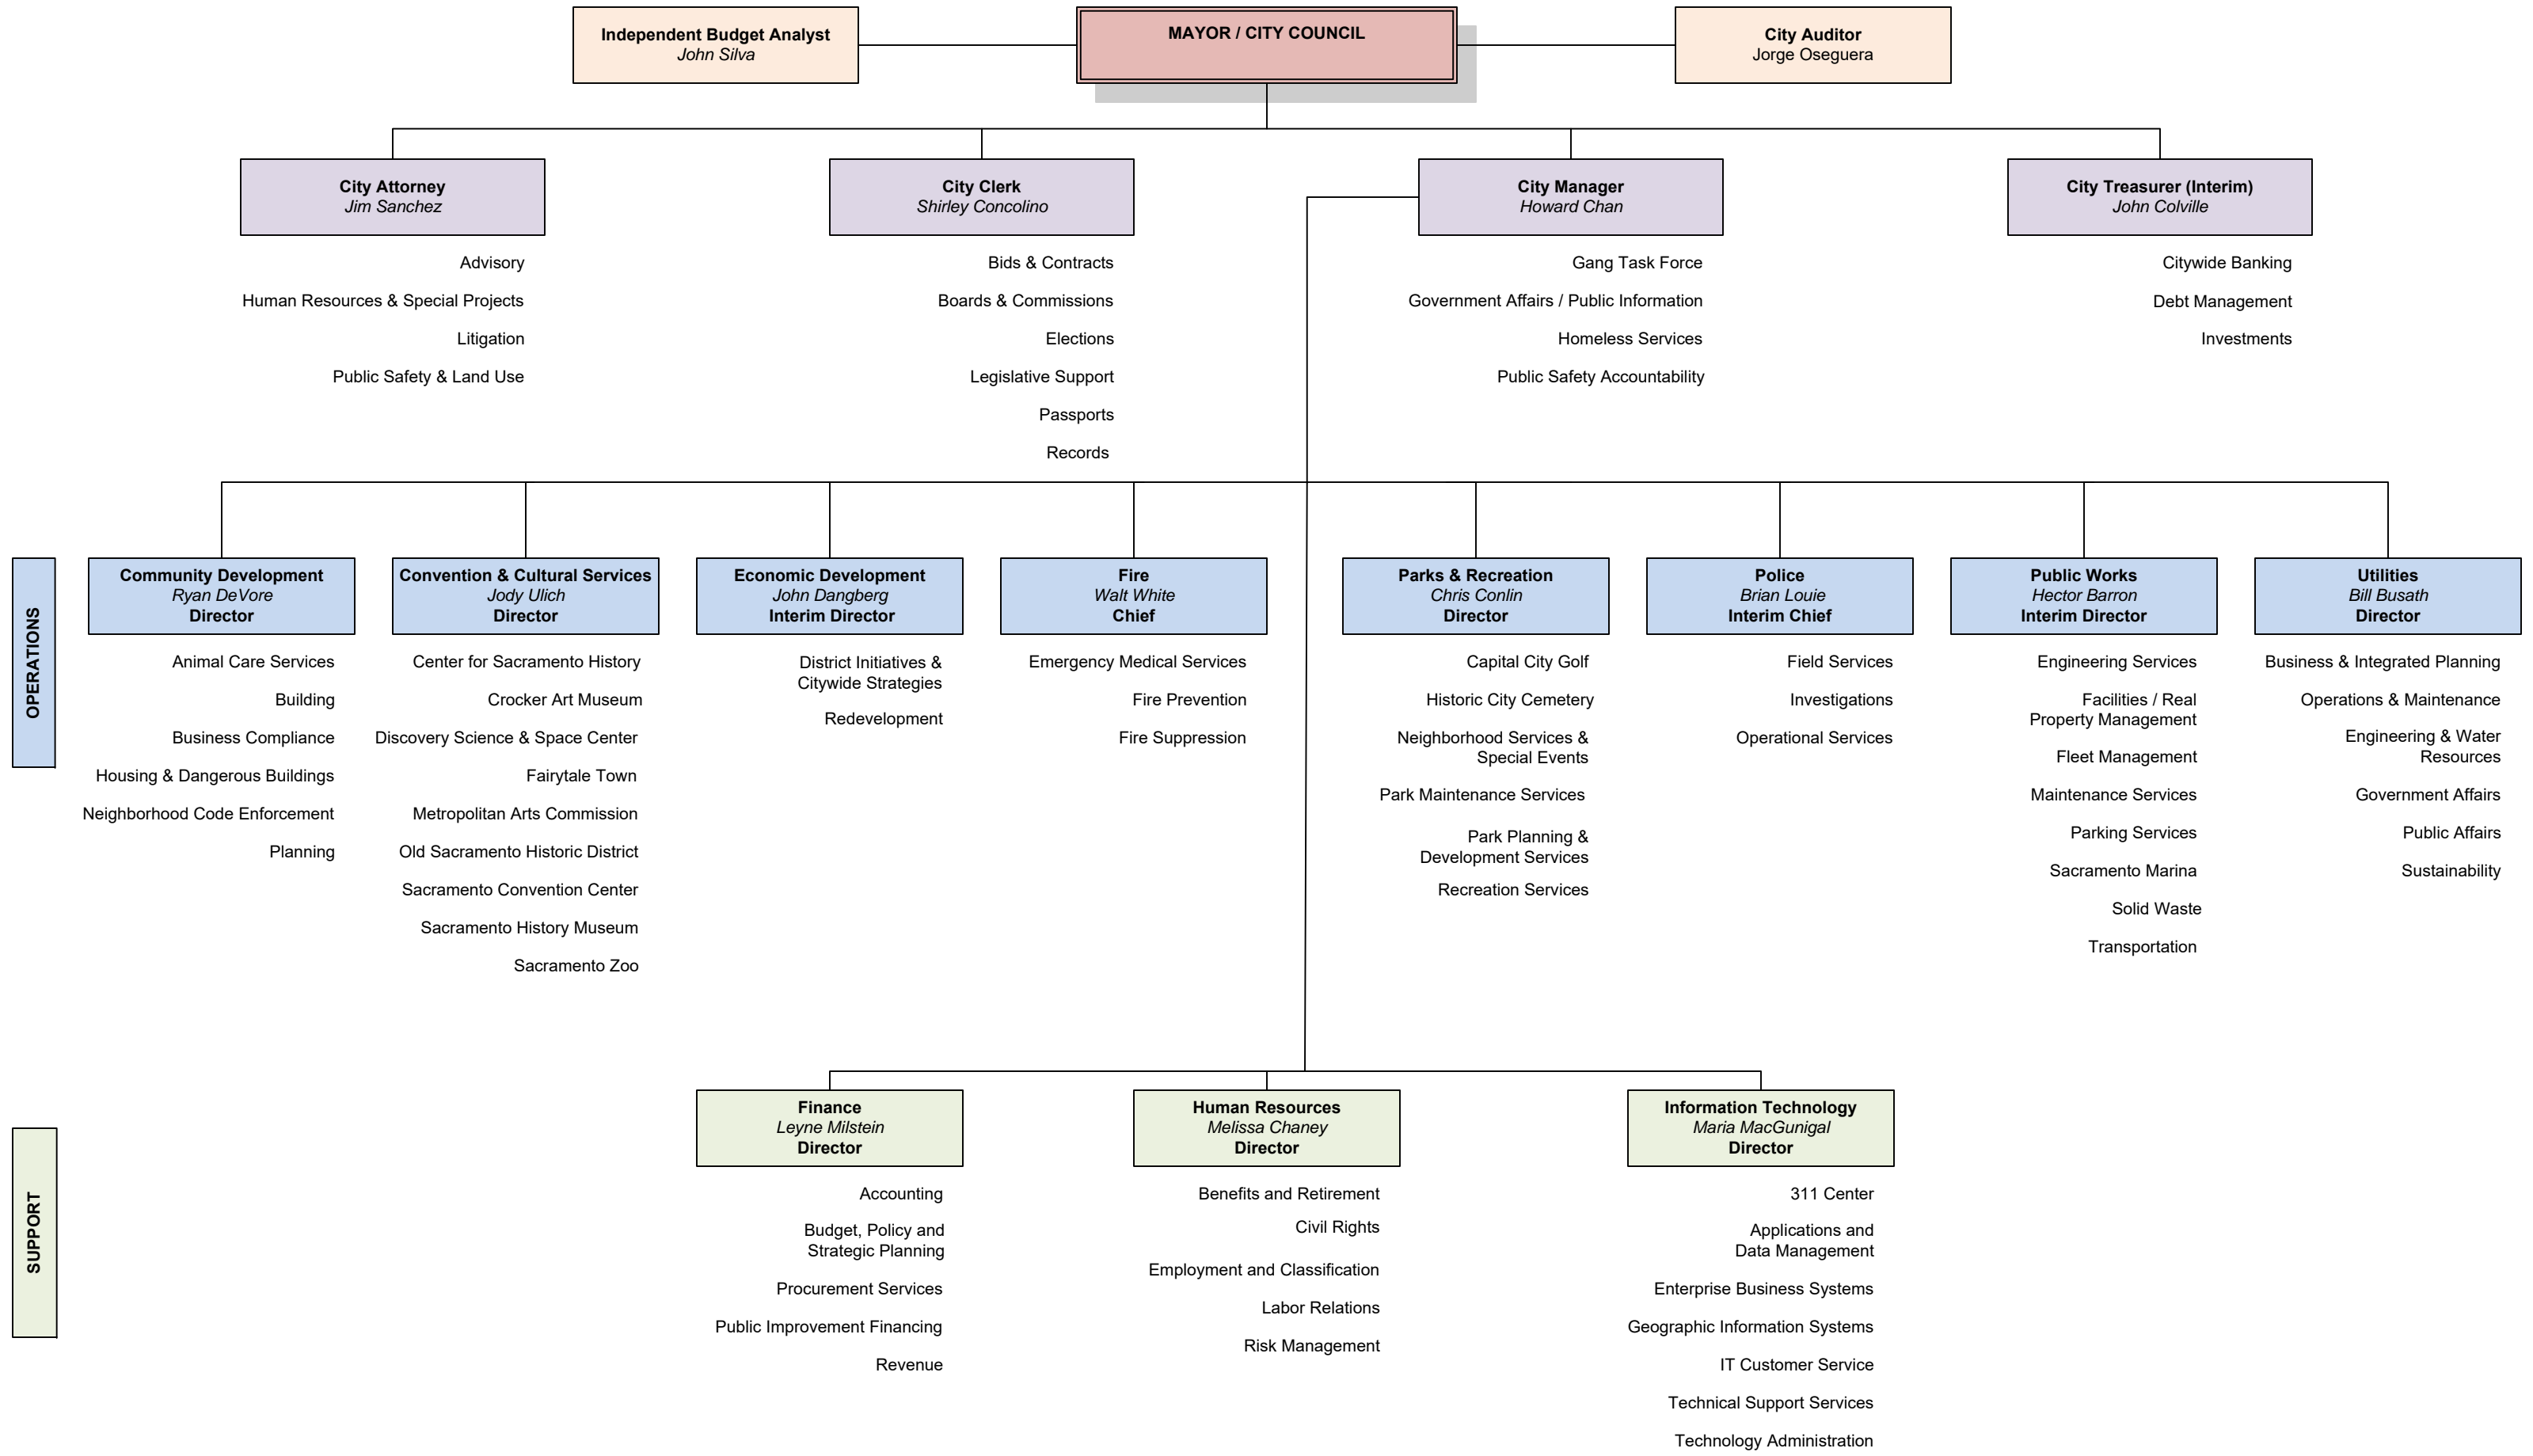 Independent Budget Analyst
John Silva
MAYOR / CITY COUNCIL
City Auditor
Jorge Oseguera
City Attorney
Jim Sanchez
Advisory
Human Resources & Special Projects
Litigation
Public Safety & Land Use
City Clerk
Shirley Concolino
Bids & Contracts
Boards & Commissions
Elections
Legislative Support
Passports
Records
City Manager
Howard Chan
Gang Task Force
Government Affairs / Public Information
Homeless Services
Public Safety Accountability
City Treasurer (Interim)
John Colville
Citywide Banking
Debt Management
Investments
OPERATIONS
Community Development
Ryan DeVore
Director
Animal Care Services
Building
Business Compliance
Housing & Dangerous Buildings
Neighborhood Code Enforcement
Planning
Convention & Cultural Services
Jody Ulich
Director
Center for Sacramento History
Crocker Art Museum
Discovery Science & Space Center
Fairytale Town
Metropolitan Arts Commission
Old Sacramento Historic District
Sacramento Convention Center
Sacramento History Museum
Sacramento Zoo
Economic Development
John Dangberg
Interim Director
District Initiatives &
Citywide Strategies
Redevelopment
Fire
Walt White
Chief
Emergency Medical Services
Fire Prevention
Fire Suppression
Parks & Recreation
Chris Conlin
Director
Capital City Golf
Historic City Cemetery
Neighborhood Services &
Special Events
Park Maintenance Services
Park Planning &
Development Services
Recreation Services
Police
Brian Louie
Interim Chief
Field Services
Investigations
Operational Services
Public Works
Hector Barron
Interim Director
Engineering Services
Facilities / Real
Property Management
Fleet Management
Maintenance Services
Parking Services
Sacramento Marina
Solid Waste
Transportation
Utilities
Bill Busath
Director
Business & Integrated Planning
Operations & Maintenance
Engineering & Water
Resources
Government Affairs
Public Affairs
Sustainability
SUPPORT
Finance
Leyne Milstein
Director
Accounting
Budget, Policy and
Strategic Planning
Procurement Services
Public Improvement Financing
Revenue
Human Resources
Melissa Chaney
Director
Benefits and Retirement
Civil Rights
Employment and Classification
Labor Relations
Risk Management
Information Technology
Maria MacGunigal
Director
311 Center
Applications and
Data Management
Enterprise Business Systems
Geographic Information Systems
IT Customer Service
Technical Support Services
Technology Administration